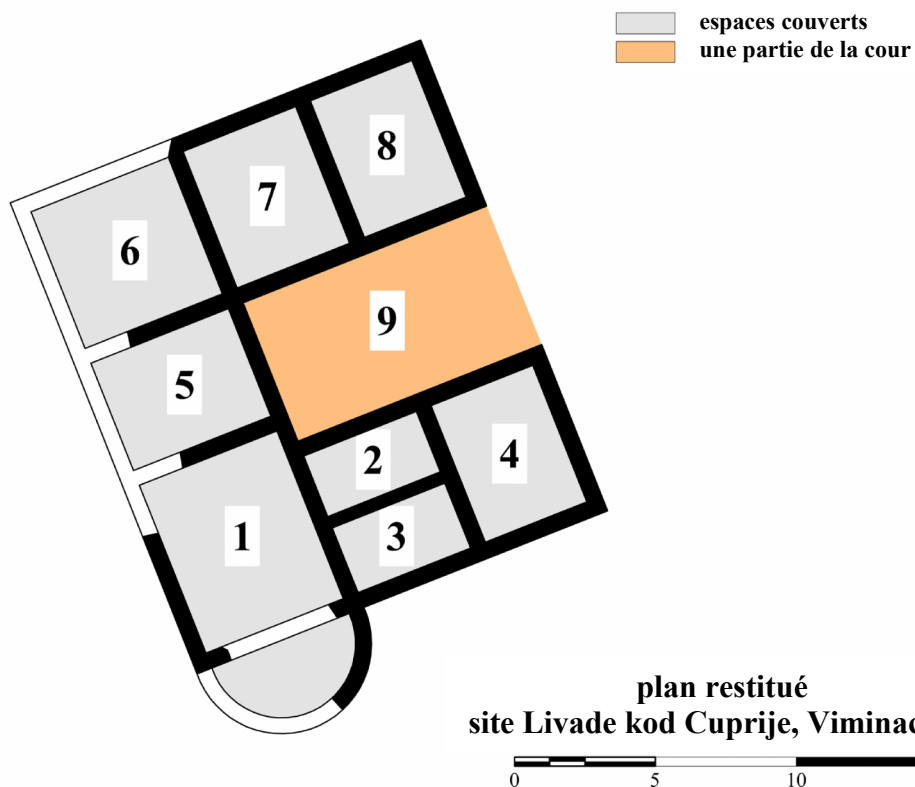 espaces couverts
une partie de la cour
8
7
6
9
5
4
2
3
1
plan restitué
site Livade kod Cuprije, Viminac
0 5 10